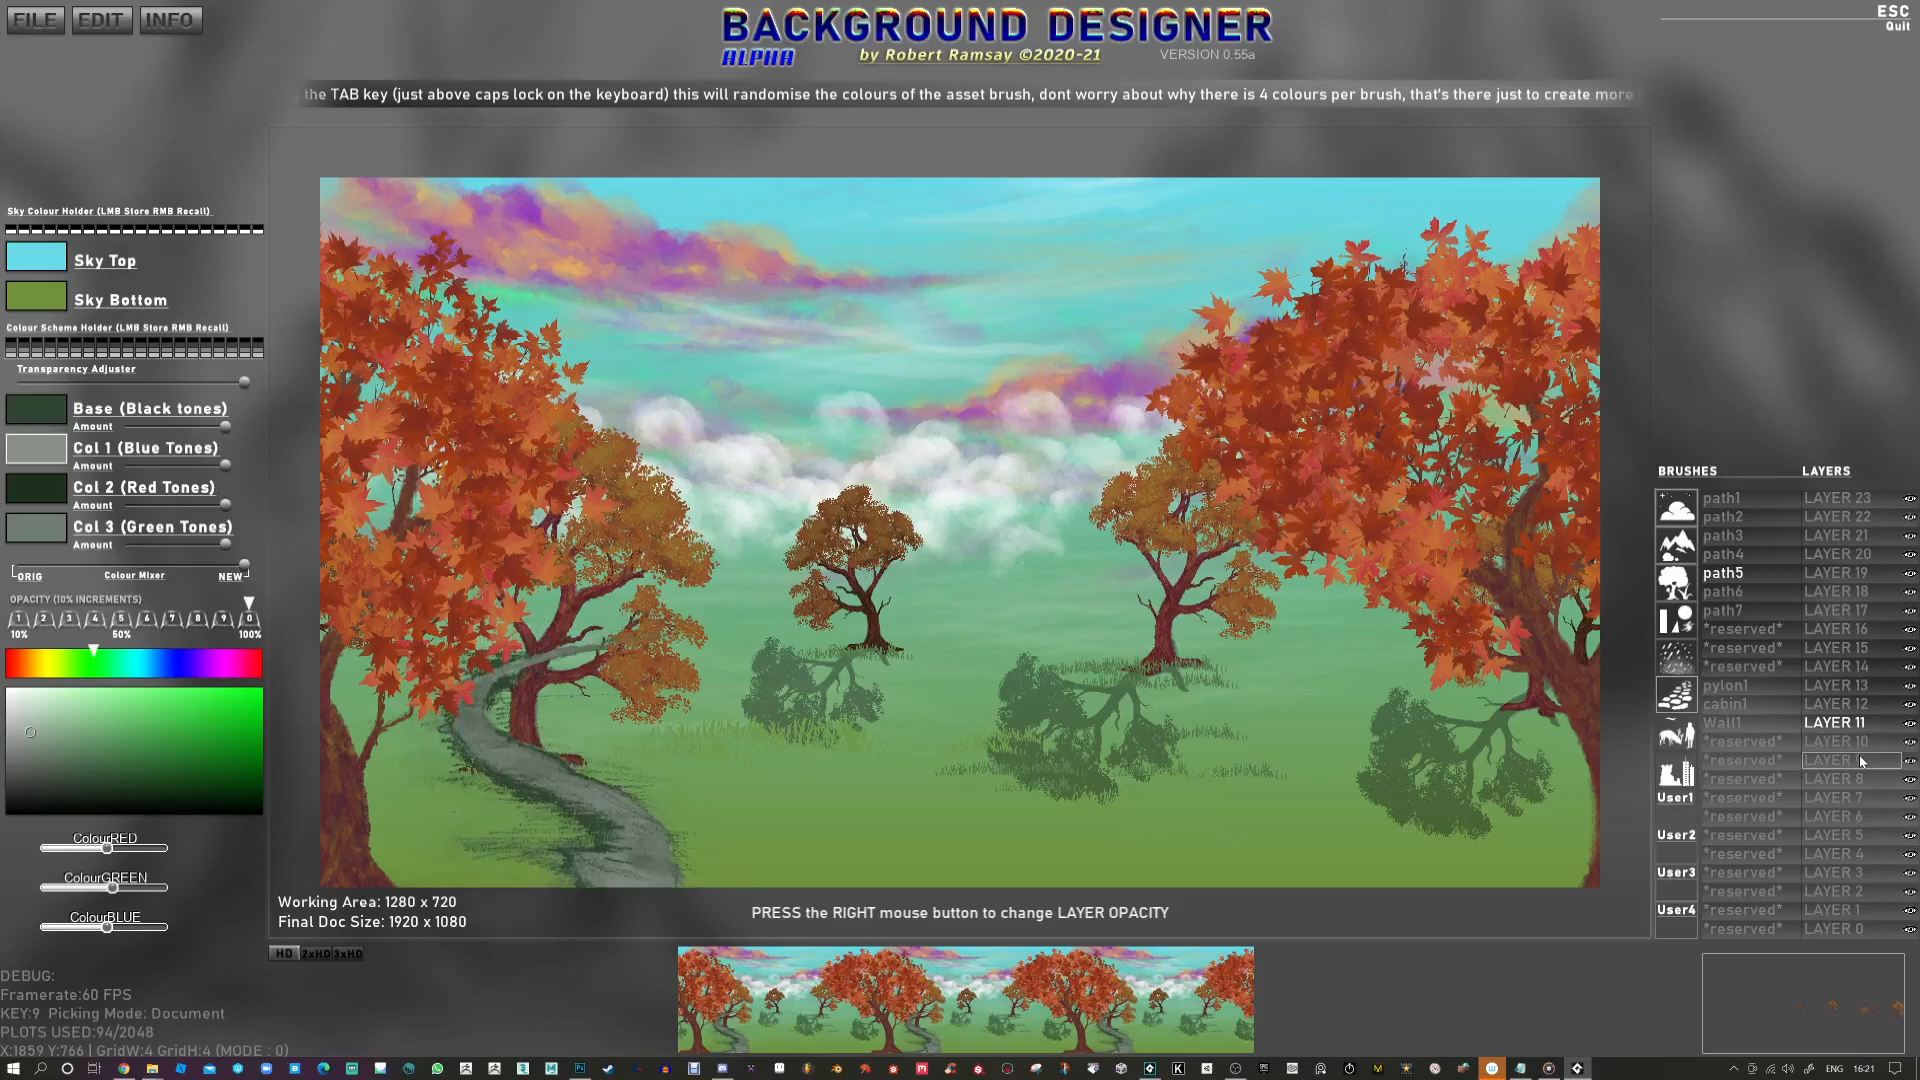 FILE EDIT INFO
BACKGROUND DESIGNER
ALPHA by Robert Ramsay ©2020-21 VERSION 0.55a
ESC
Quit
the TAB key (just above caps lock on the keyboard) this will randomise the colours of the asset brush, dont worry about why there is 4 colours per brush, that's there just to create more
Sky Colour Holder (LMB Store RMB Recall)
Sky Top
Sky Bottom
Colour Scheme Holder (LMB Store RMB Recall)
Transparency Adjuster
Base (Black tones)
Amount
Col 1 (Blue Tones)
Amount
Col 2 (Red Tones)
Amount
Col 3 (Green Tones)
Amount
ORIG Colour Mixer NEW
OPACITY (10% INCREMENTS)
1 2 3 4 5 6 7 8 9 0
10% 50% 100%
ColourRED
ColourGREEN
ColourBLUE
DEBUG:
Framerate:60 FPS
KEY:9 Picking Mode: Document
PLOTS USED:94/2048
X:1859 Y:766 | GridW:4 GridH:4 (MODE : 0)
Working Area: 1280 x 720
Final Doc Size: 1920 x 1080
PRESS the RIGHT mouse button to change LAYER OPACITY
HD 2xHD 3xHD
BRUSHES LAYERS
path1 LAYER 23
path2 LAYER 22
path3 LAYER 21
path4 LAYER 20
path5 LAYER 19
path6 LAYER 18
path7 LAYER 17
*reserved* LAYER 16
*reserved* LAYER 15
*reserved* LAYER 14
pylon1 LAYER 13
cabin1 LAYER 12
Wall1 LAYER 11
*reserved* LAYER 10
*reserved* LAYER
*reserved* LAYER 8
User1 *reserved* LAYER 7
*reserved* LAYER 6
User2 *reserved* LAYER 5
*reserved* LAYER 4
User3 *reserved* LAYER 3
*reserved* LAYER 2
User4 *reserved* LAYER 1
*reserved* LAYER 0
ENG 16:21